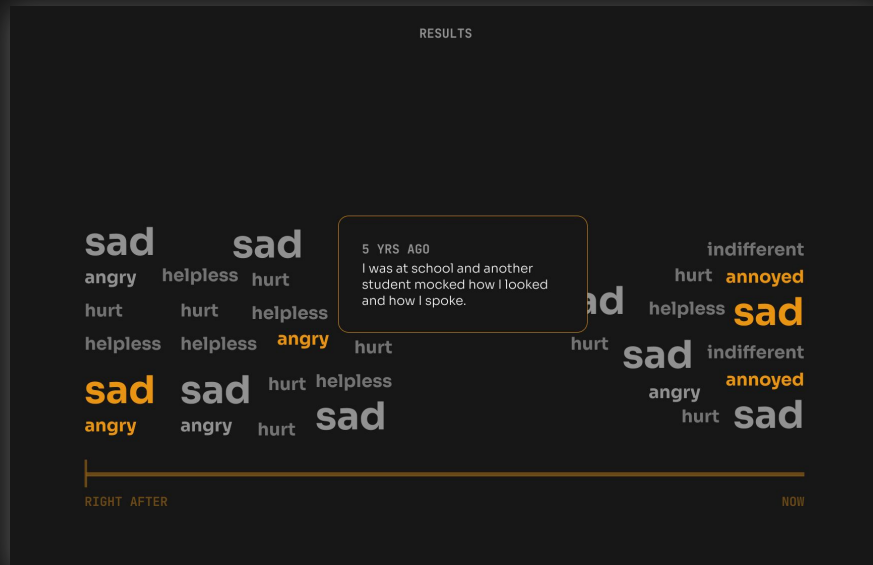 RESULTS
sad sad
indifferent
angry helpless hurt
hurt annoyed
5 YRS AGO
I was at school and another
student mocked how I looked
and how I spoke.
hurt hurt helpless
helpless sad
helpless helpless angry hurt
hurt sad indifferent
sad sad hurt helpless
angry annoyed
angry angry hurt sad
hurt sad
RIGHT AFTER NOW